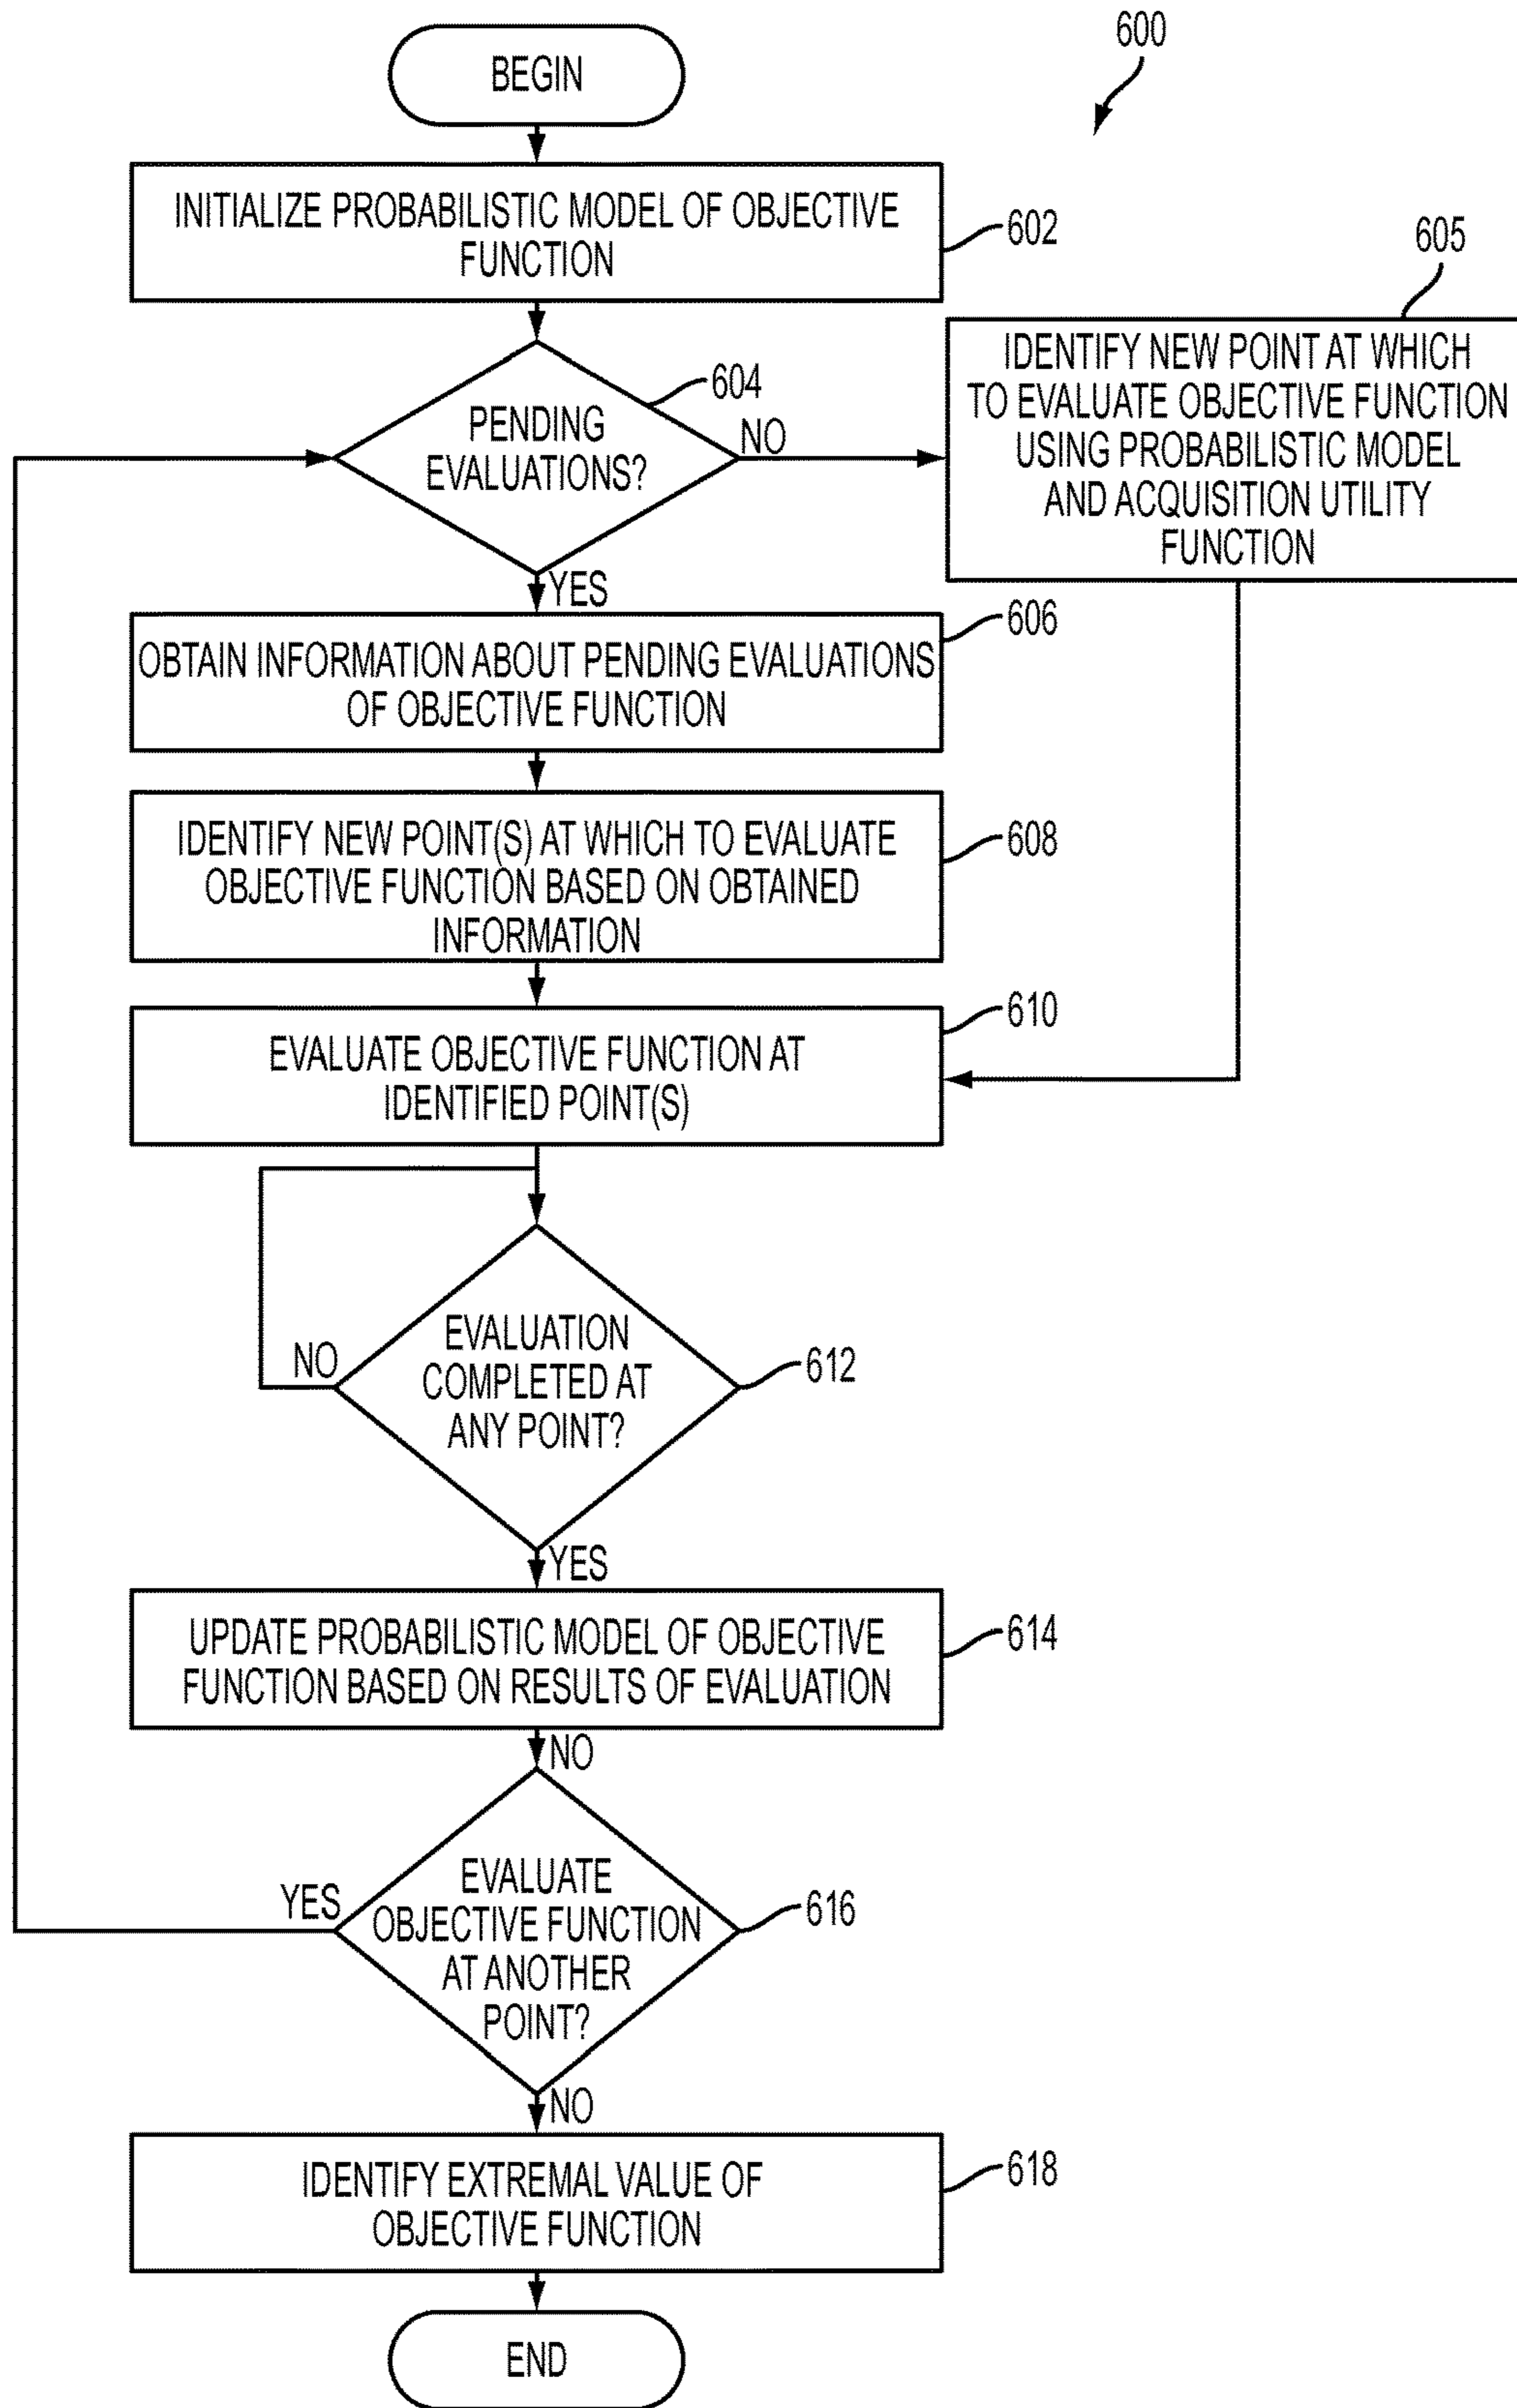 600
BEGIN
INITIALIZE PROBABILISTIC MODEL OF OBJECTIVE
FUNCTION
602
605
IDENTIFY NEW POINT AT WHICH
TO EVALUATE OBJECTIVE FUNCTION
USING PROBABILISTIC MODEL
AND ACQUISITION UTILITY
FUNCTION
604
PENDING
EVALUATIONS?
NO
YES
606
OBTAIN INFORMATION ABOUT PENDING EVALUATIONS
OF OBJECTIVE FUNCTION
608
IDENTIFY NEW POINT(S) AT WHICH TO EVALUATE
OBJECTIVE FUNCTION BASED ON OBTAINED
INFORMATION
610
EVALUATE OBJECTIVE FUNCTION AT
IDENTIFIED POINT(S)
NO
EVALUATION
COMPLETED AT
ANY POINT?
612
YES
UPDATE PROBABILISTIC MODEL OF OBJECTIVE
FUNCTION BASED ON RESULTS OF EVALUATION
614
NO
YES
EVALUATE
OBJECTIVE FUNCTION
AT ANOTHER
POINT?
616
NO
IDENTIFY EXTREMAL VALUE OF
OBJECTIVE FUNCTION
618
END